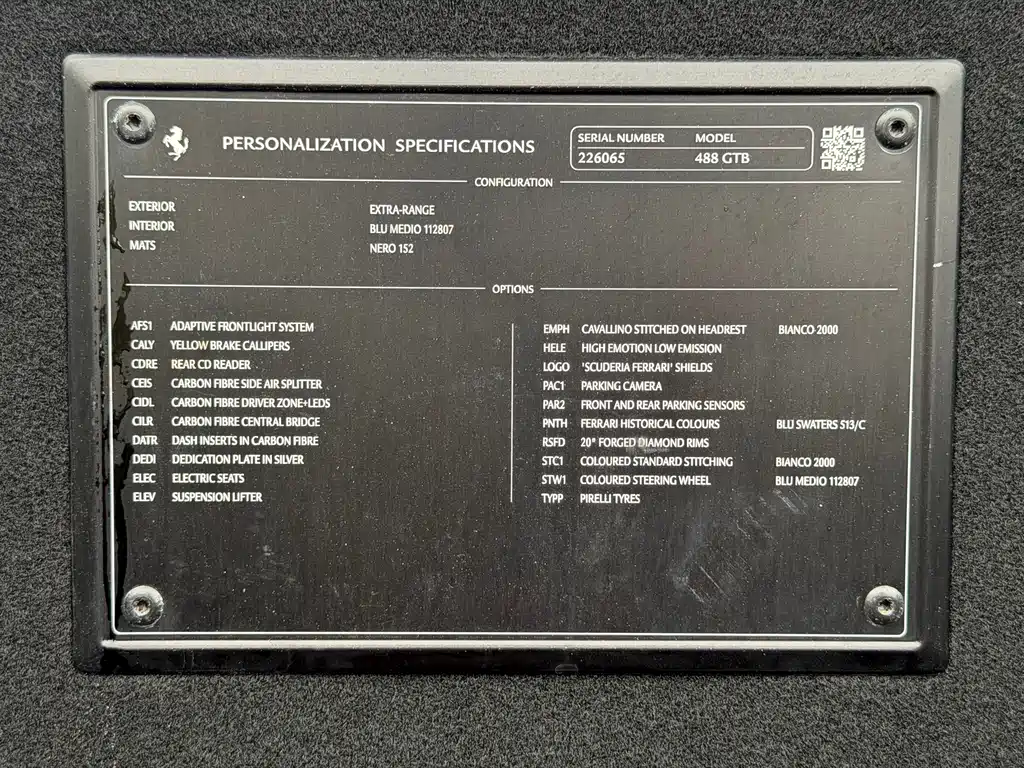 PERSONALIZATION SPECIFICATIONS
SERIAL NUMBER MODEL
226065 488 GTB
CONFIGURATION
EXTERIOR EXTRA-RANGE
INTERIOR BLU MEDIO 112807
MATS NERO 152
OPTIONS
AFS1 ADAPTIVE FRONTLIGHT SYSTEM
CALY YELLOW BRAKE CALLIPERS
CDRE REAR CD READER
CEIS CARBON FIBRE SIDE AIR SPLITTER
CIDL CARBON FIBRE DRIVER ZONE+LEDS
CILR CARBON FIBRE CENTRAL BRIDGE
DATR DASH INSERTS IN CARBON FIBRE
DEDI DEDICATION PLATE IN SILVER
ELEC ELECTRIC SEATS
ELEV SUSPENSION LIFTER
EMPH CAVALLINO STITCHED ON HEADREST BIANCO 2000
HELE HIGH EMOTION LOW EMISSION
LOGO 'SCUDERIA FERRARI' SHIELDS
PAC1 PARKING CAMERA
PAR2 FRONT AND REAR PARKING SENSORS
PNTH FERRARI HISTORICAL COLOURS BLU SWATERS 513/C
RSFD 20" FORGED DIAMOND RIMS
STC1 COLOURED STANDARD STITCHING BIANCO 2000
STW1 COLOURED STEERING WHEEL BLU MEDIO 112807
TYPP PIRELLI TYRES